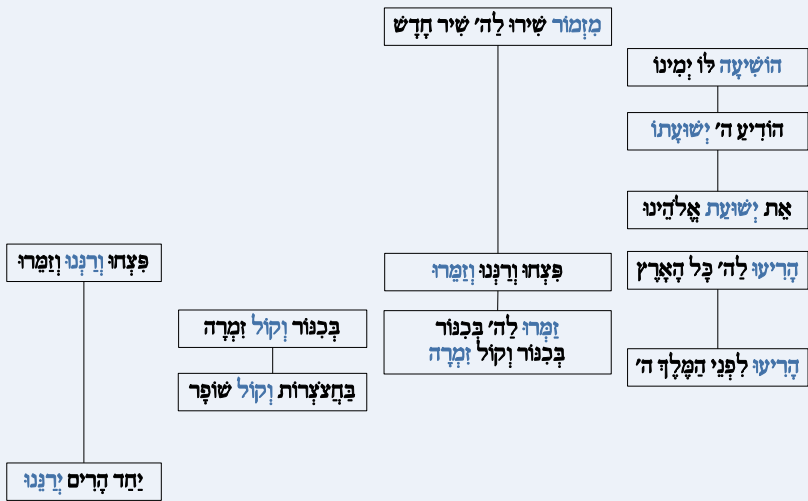 מִזְמוֹר שִׁירוּ לַה' שִׁיר חָדָשׁ
הוֹשִׁיעָה לּוֹ יְמִינוֹ
הוֹדִיעַ ה' יְשׁוּעָתוֹ
אֵת יְשׁוּעַת אֱלֹהֵינוּ
הָרִיעוּ לַה' כָּל הָאָרֶץ
פִּצְחוּ וְרַנְּנוּ וְזַמֵּרוּ
פִּצְחוּ וְרַנְּנוּ וְזַמֵּרוּ
זַמְּרוּ לַה' בְּכִנּוֹר
בְּכִנּוֹר וְקוֹל זִמְרָה
בְּכִנּוֹר וְקוֹל זִמְרָה
הָרִיעוּ לִפְנֵי הַמֶּלֶךְ ה'
בַּחֲצֹצְרוֹת וְקוֹל שׁוֹפָר
יַחַד הָרִים יְרַנֵּנוּ